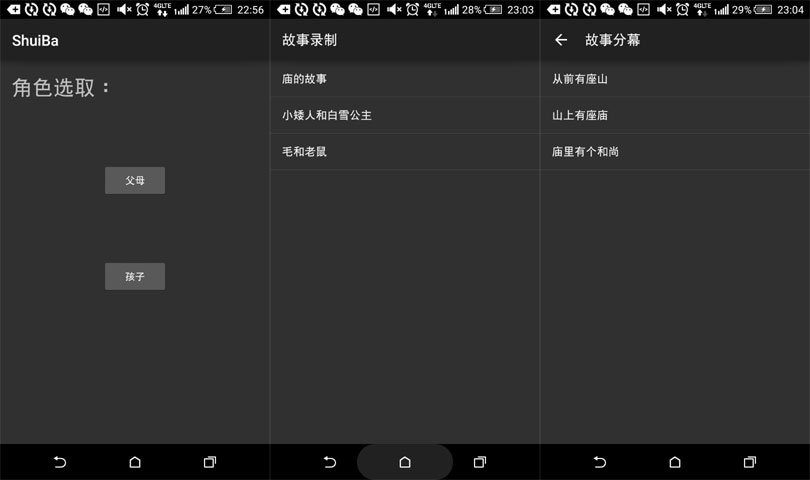 4GLTE 27% 22:56
ShuiBa
角色选取：
父母
孩子
4GLTE 28% 23:03
故事录制
庙的故事
小矮人和白雪公主
毛和老鼠
4GLTE 29% 23:04
故事分幕
从前有座山
山上有座庙
庙里有个和尚